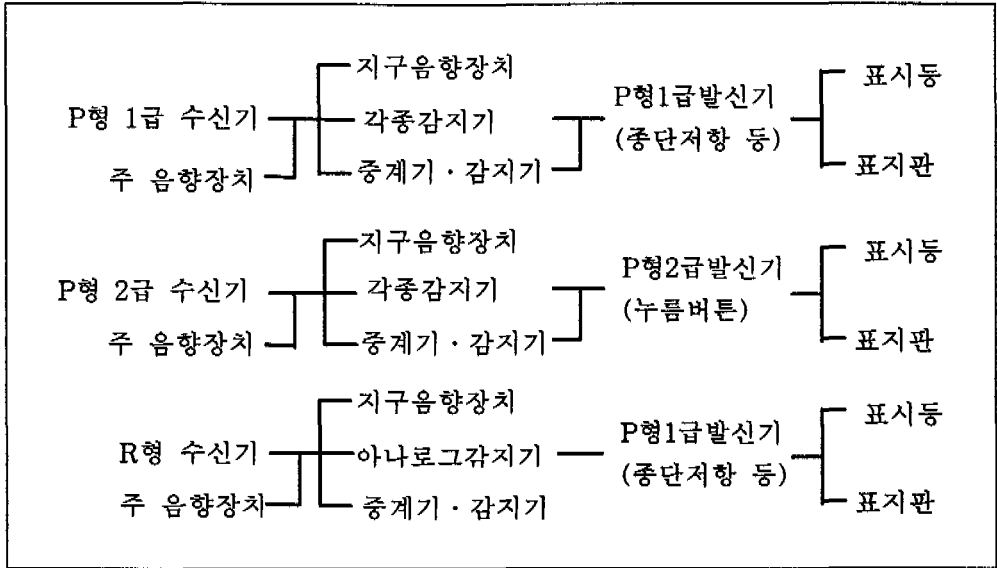 지구음향장치
P형 1급 수신기 각종감지기 P형1급발신기 표시등
주 음향장치 중계기 · 감지기 (종단저항 등) 표지판
지구음향장치
P형 2급 수신기 각종감지기 P형2급발신기 표시등
주 음향장치 중계기 · 감지기 (누름버튼) 표지판
지구음향장치
R형 수신기 아나로그감지기 P형1급발신기 표시등
주 음향장치 중계기 · 감지기 (종단저항 등) 표지판